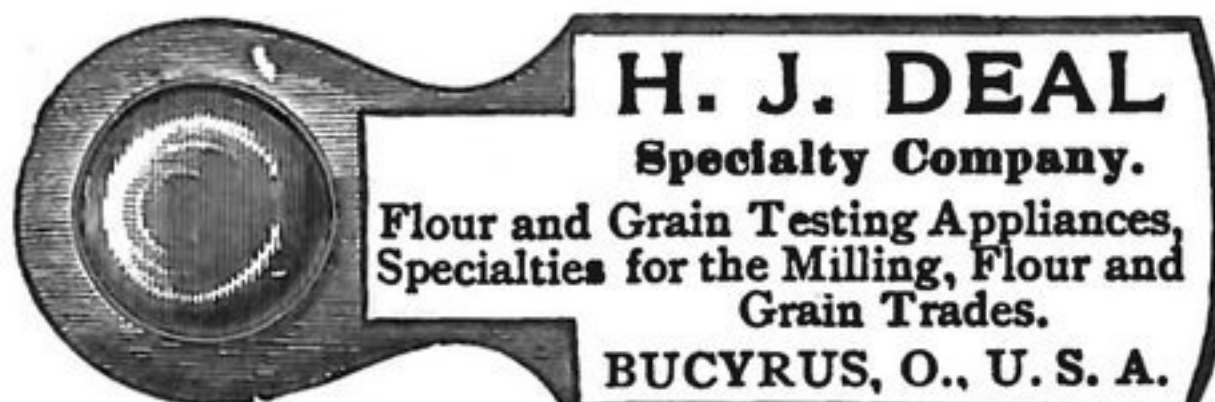 H. J. DEAL
Specialty Company.
Flour and Grain Testing Appliances,
Specialties for the Milling, Flour and
Grain Trades.
BUCYRUS, O., U. S. A.